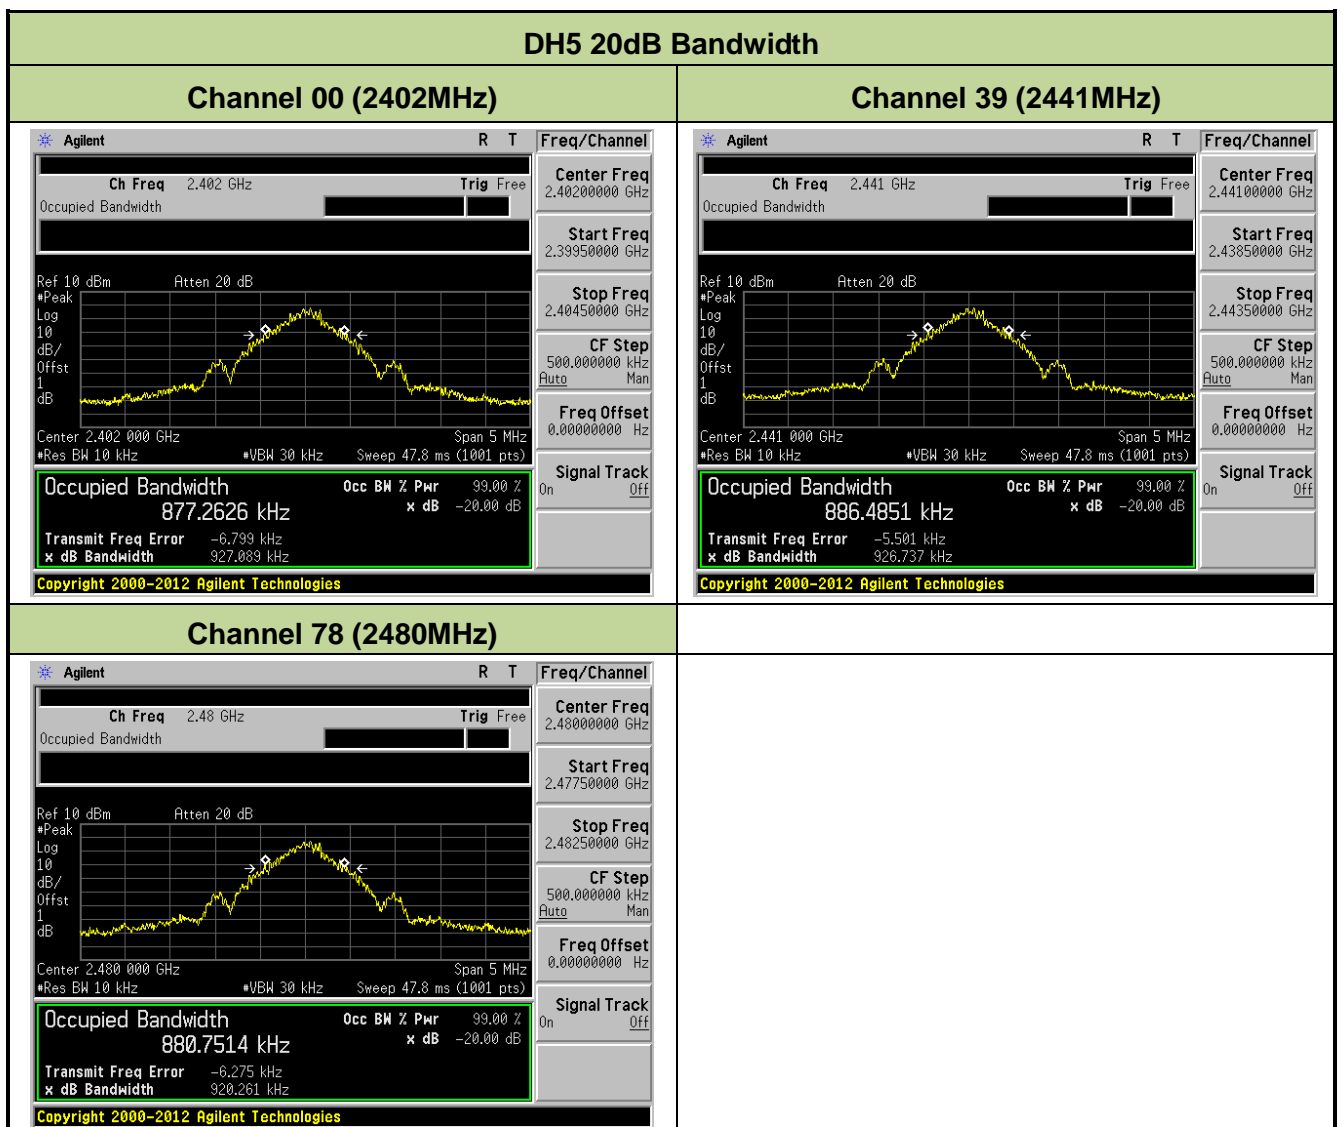 DH5 20dB Bandwidth
Channel 00 (2402MHz)
Channel 39 (2441MHz)
Agilent R T Freq/Channel
Ch Freq 2.402 GHz Trig Free
Occupied Bandwidth
Center Freq
2.40200000 GHz
Start Freq
2.39950000 GHz
Stop Freq
2.40450000 GHz
CF Step
500.000000 kHz
Auto Man
Freq Offset
0.00000000 Hz
Signal Track
On Off
Ref 10 dBm Atten 20 dB
#Peak
Log
10
dB/
Offst
1
dB
Center 2.402 000 GHz Span 5 MHz
#Res BW 10 kHz #VBW 30 kHz Sweep 47.8 ms (1001 pts)
Occupied Bandwidth Occ BW % Pwr 99.00 %
877.2626 kHz x dB -20.00 dB
Transmit Freq Error -6.799 kHz
x dB Bandwidth 927.089 kHz
Copyright 2000-2012 Agilent Technologies
Agilent R T Freq/Channel
Ch Freq 2.441 GHz Trig Free
Occupied Bandwidth
Center Freq
2.44100000 GHz
Start Freq
2.43850000 GHz
Stop Freq
2.44350000 GHz
CF Step
500.000000 kHz
Auto Man
Freq Offset
0.00000000 Hz
Signal Track
On Off
Ref 10 dBm Atten 20 dB
#Peak
Log
10
dB/
Offst
1
dB
Center 2.441 000 GHz Span 5 MHz
#Res BW 10 kHz #VBW 30 kHz Sweep 47.8 ms (1001 pts)
Occupied Bandwidth Occ BW % Pwr 99.00 %
886.4851 kHz x dB -20.00 dB
Transmit Freq Error -5.501 kHz
x dB Bandwidth 926.737 kHz
Copyright 2000-2012 Agilent Technologies
Channel 78 (2480MHz)
Agilent R T Freq/Channel
Ch Freq 2.48 GHz Trig Free
Occupied Bandwidth
Center Freq
2.48000000 GHz
Start Freq
2.47750000 GHz
Stop Freq
2.48250000 GHz
CF Step
500.000000 kHz
Auto Man
Freq Offset
0.00000000 Hz
Signal Track
On Off
Ref 10 dBm Atten 20 dB
#Peak
Log
10
dB/
Offst
1
dB
Center 2.480 000 GHz Span 5 MHz
#Res BW 10 kHz #VBW 30 kHz Sweep 47.8 ms (1001 pts)
Occupied Bandwidth Occ BW % Pwr 99.00 %
880.7514 kHz x dB -20.00 dB
Transmit Freq Error -6.275 kHz
x dB Bandwidth 920.261 kHz
Copyright 2000-2012 Agilent Technologies